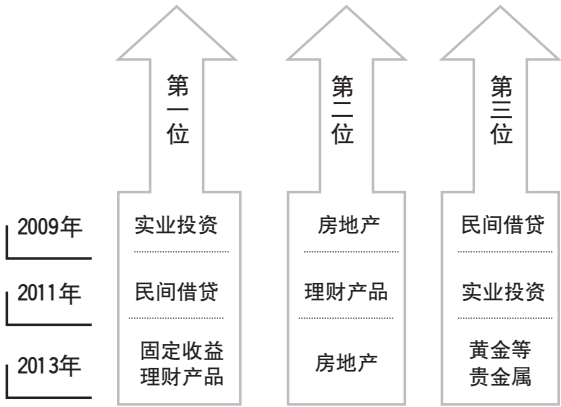 第一位
第二位
第三位
2009年
实业投资
房地产
民间借贷
2011年
民间借贷
理财产品
实业投资
2013年
固定收益
理财产品
房地产
黄金等
贵金属